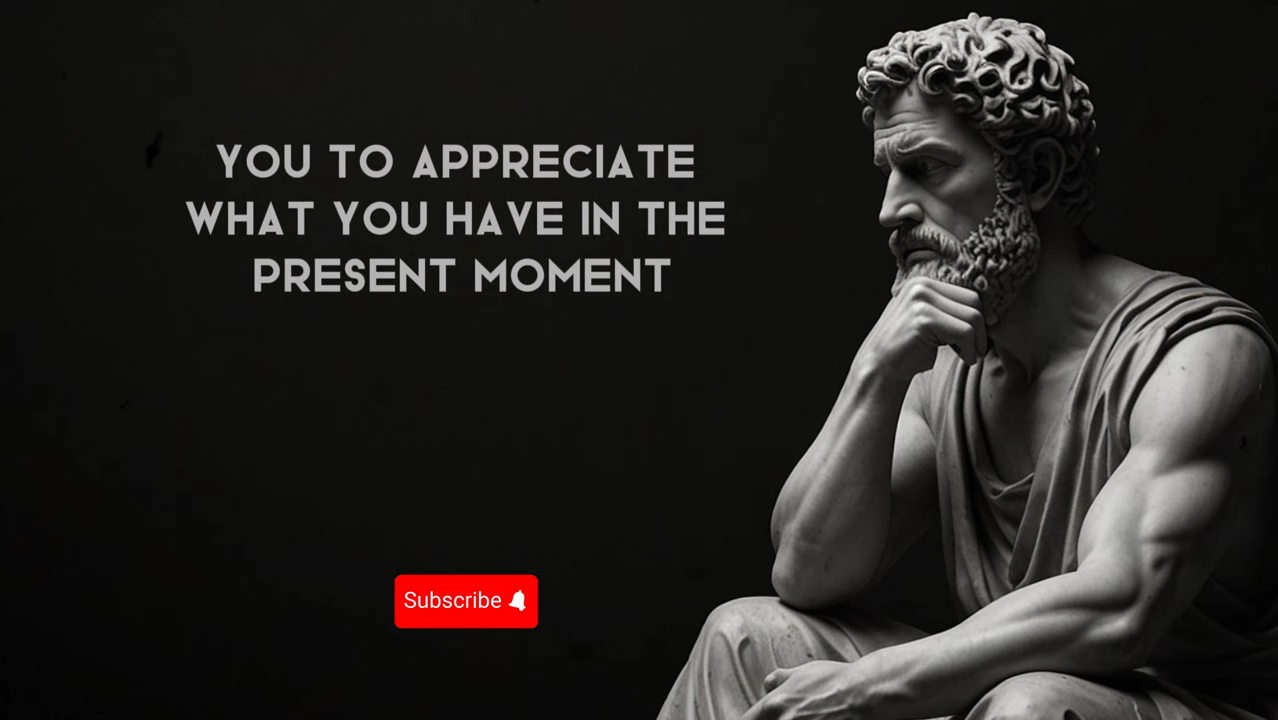 YOU TO APPRECIATE
WHAT YOU HAVE IN THE
PRESENT MOMENT
Subscribe